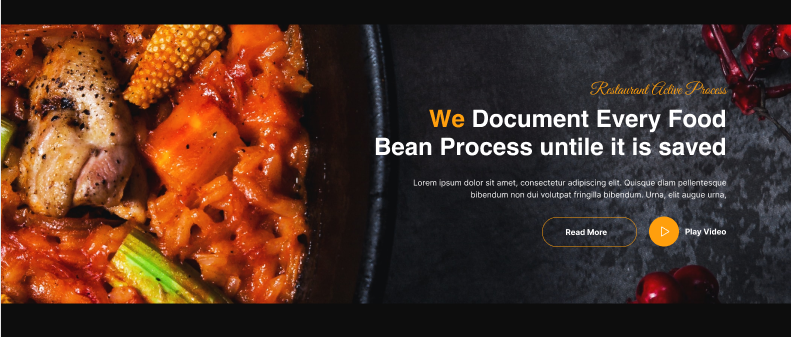 Restaurant Active Process
We Document Every Food
Bean Process untile it is saved
Lorem ipsum dolor sit amet, consectetur adipiscing elit. Quisque diam pellentesque
bibendum non dui volutpat fringilla bibendum. Urna, elit augue urna,
Read More
Play Video